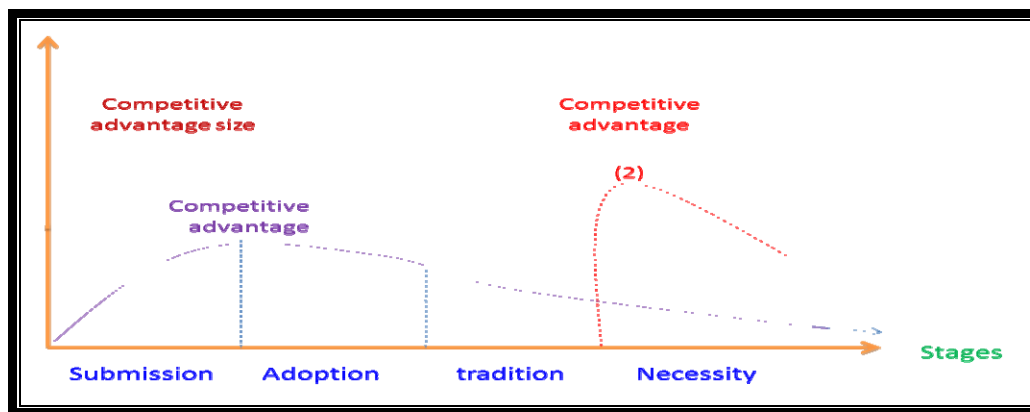 Competitive
advantage size
Competitive
advantage
(2)
Competitive
advantage
Stages
Submission Adoption tradition Necessity